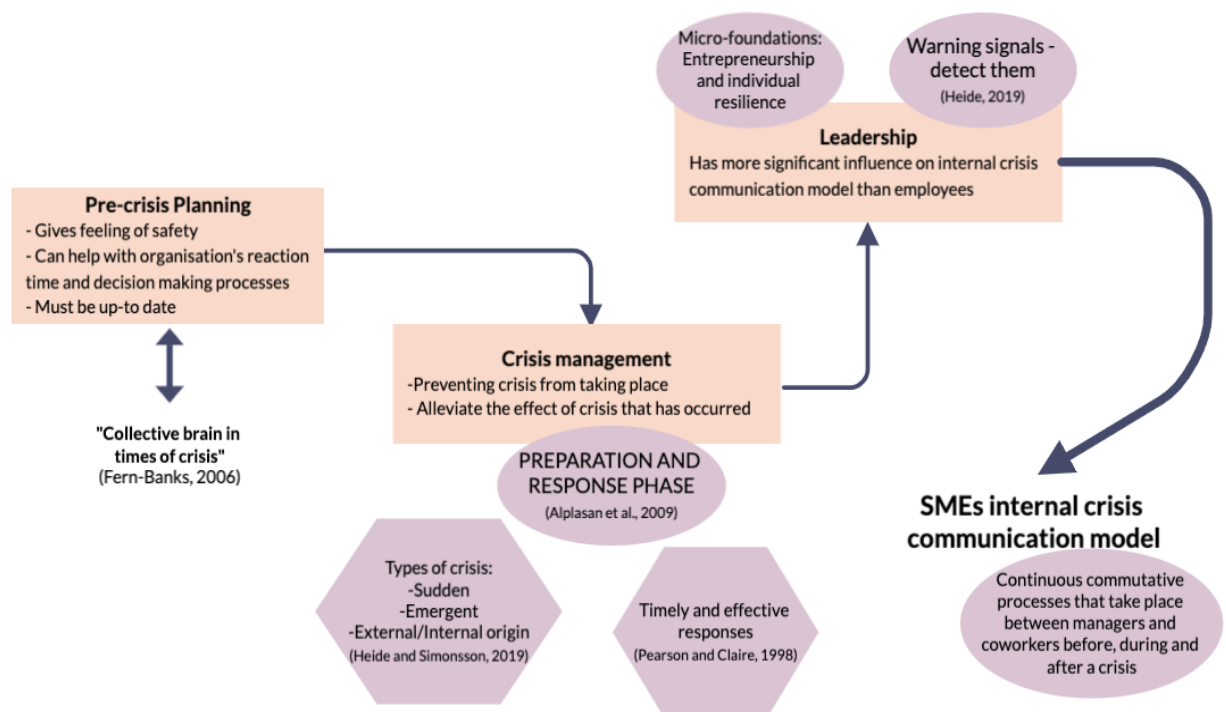 Pre-crisis Planning
- Gives feeling of safety
- Can help with organisation's reaction
time and decision making processes
- Must be up-to date
"Collective brain in
times of crisis"
(Fern-Banks, 2006)
Crisis management
-Preventing crisis from taking place
- Alleviate the effect of crisis that has occurred
PREPARATION AND
RESPONSE PHASE
(Alplasan et al., 2009)
Types of crisis:
-Sudden
-Emergent
-External/Internal origin
(Heide and Simonsson, 2019)
Timely and effective
responses
(Pearson and Claire, 1998)
Micro-foundations:
Entrepreneurship
and individual
resilience
Warning signals -
detect them
(Heide, 2019)
Leadership
Has more significant influence on internal crisis
communication model than employees
SMEs internal crisis
communication model
Continuous commutative
processes that take place
between managers and
coworkers before, during and
after a crisis